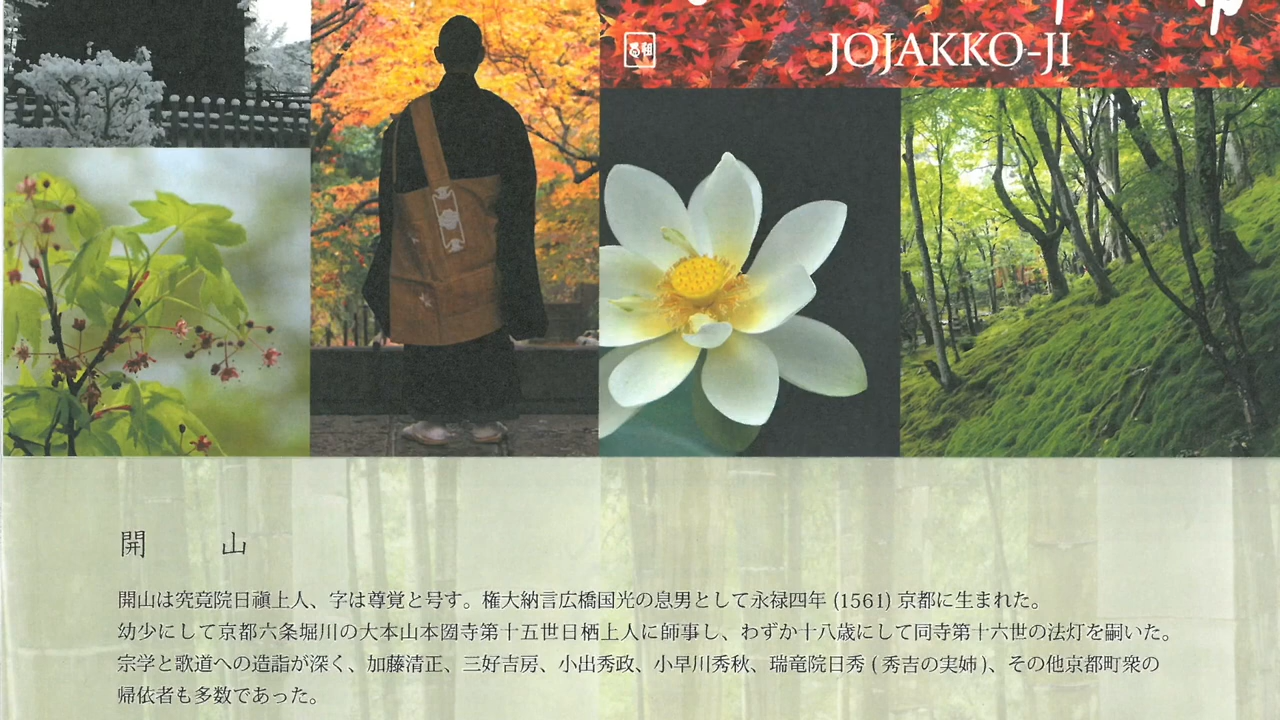 JOJAKKO-JI
開 山
開山は究竟院日禛上人、字は尊覚と号す。権大納言広橋国光の息男として永禄四年 (1561) 京都に生まれた。
幼少にして京都六条堀川の大本山本圀寺第十五世日栖上人に師事し、わずか十八歳にして同寺第十六世の法灯を嗣いた。
宗学と歌道への造詣が深く、加藤清正、三好吉房、小出秀政、小早川秀秋、瑞竜院日秀 ( 秀吉の実姉 )、その他京都町衆の
帰依者も多数であった。